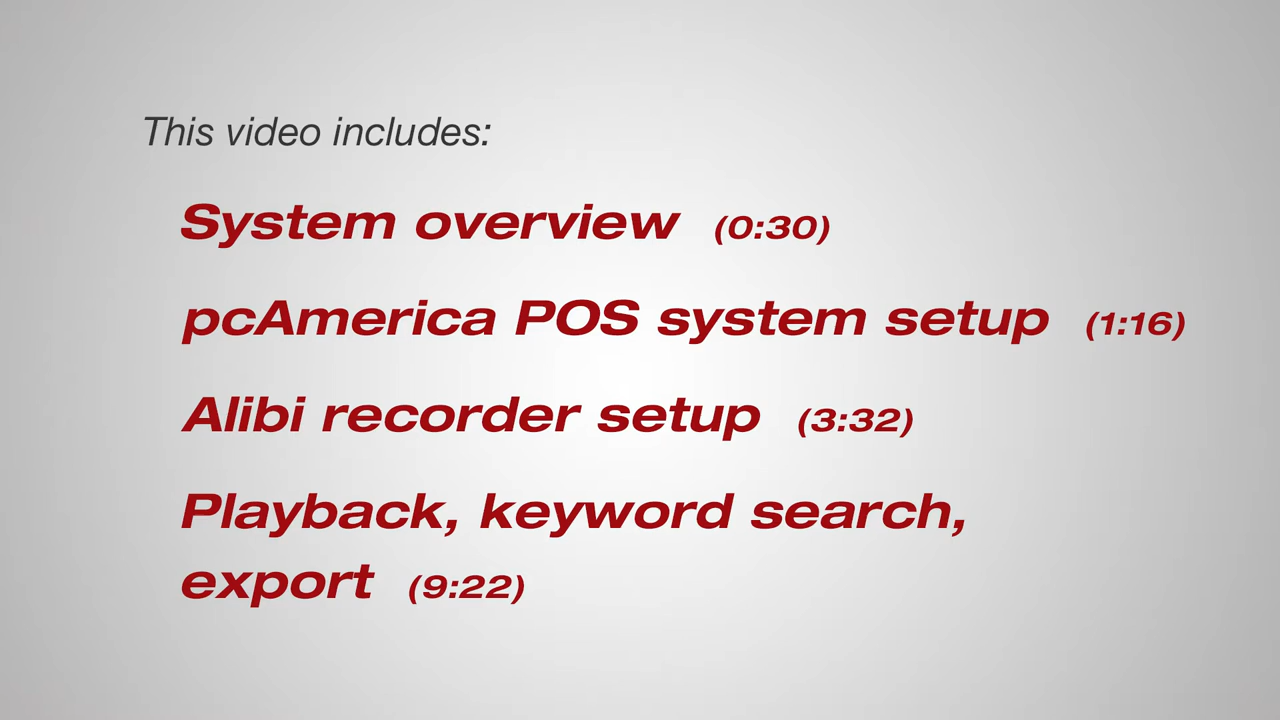 This video includes:
System overview (0:30)
pcAmerica POS system setup (1:16)
Alibi recorder setup (3:32)
Playback, keyword search,
export (9:22)